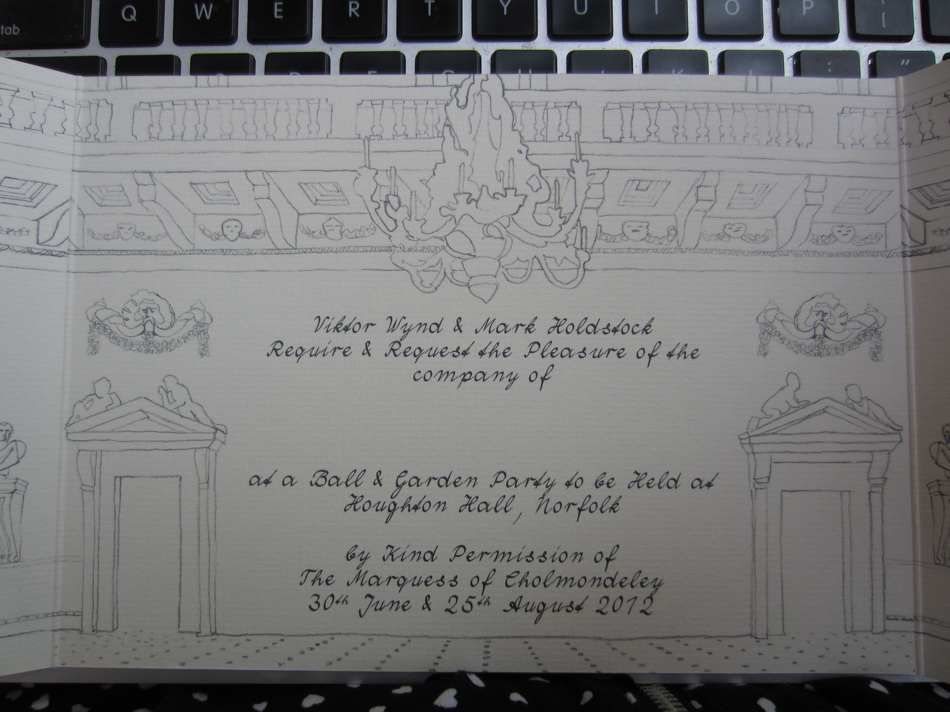 tab Q W E R T Y U I O P { [
Viktor Wynd & Mark Holdstock
Require & Request the Pleasure of the
company of
at a Ball & Garden Party to be Held at
Houghton Hall, Norfolk
by Kind Permission of
The Marquess of Cholmondeley
30th June & 25th August 2012